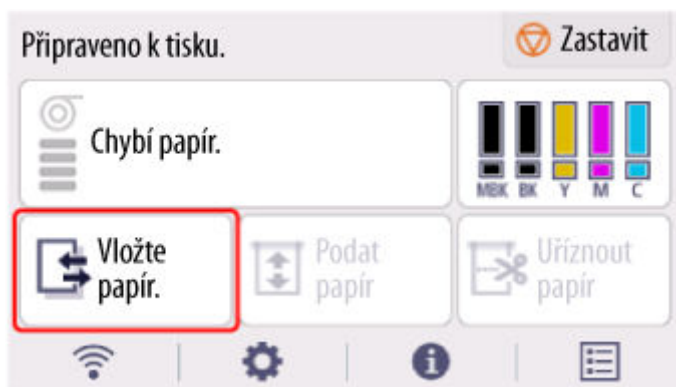 Připraveno k tisku.
Zastavit
Chybí papír.
MBK BK Y M C
Vložte
papír.
Podat
papír
Uříznout
papír